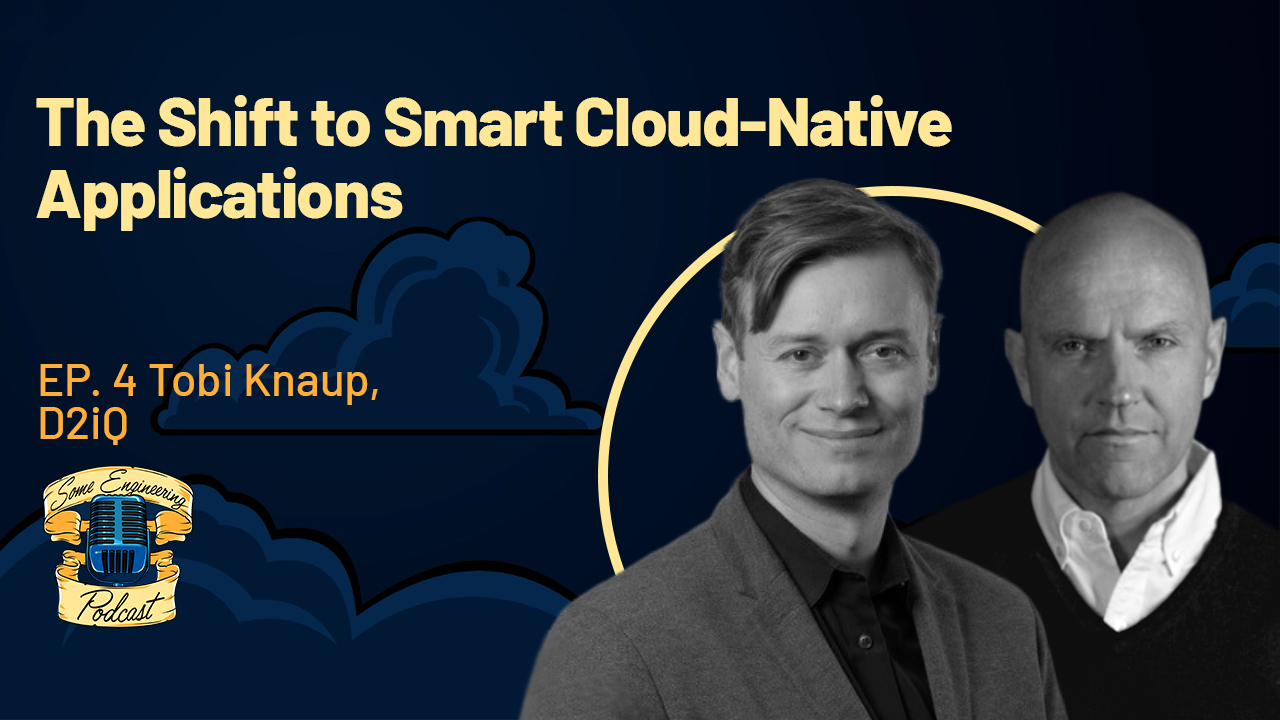 The Shift to Smart Cloud-Native
Applications
EP. 4 Tobi Knaup,
D2iQ
Some Engineering
Podcast